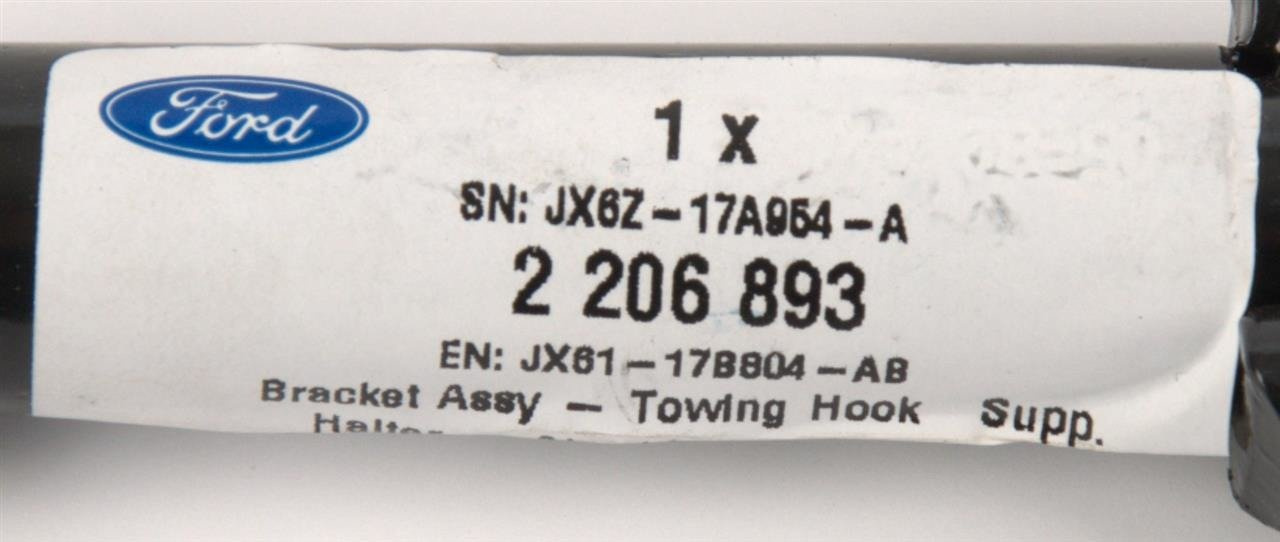 Ford
1 x
SN: JX6Z-17A954-A
2 206 893
EN: JX61-17B804-AB
Bracket Assy - Towing Hook Supp.